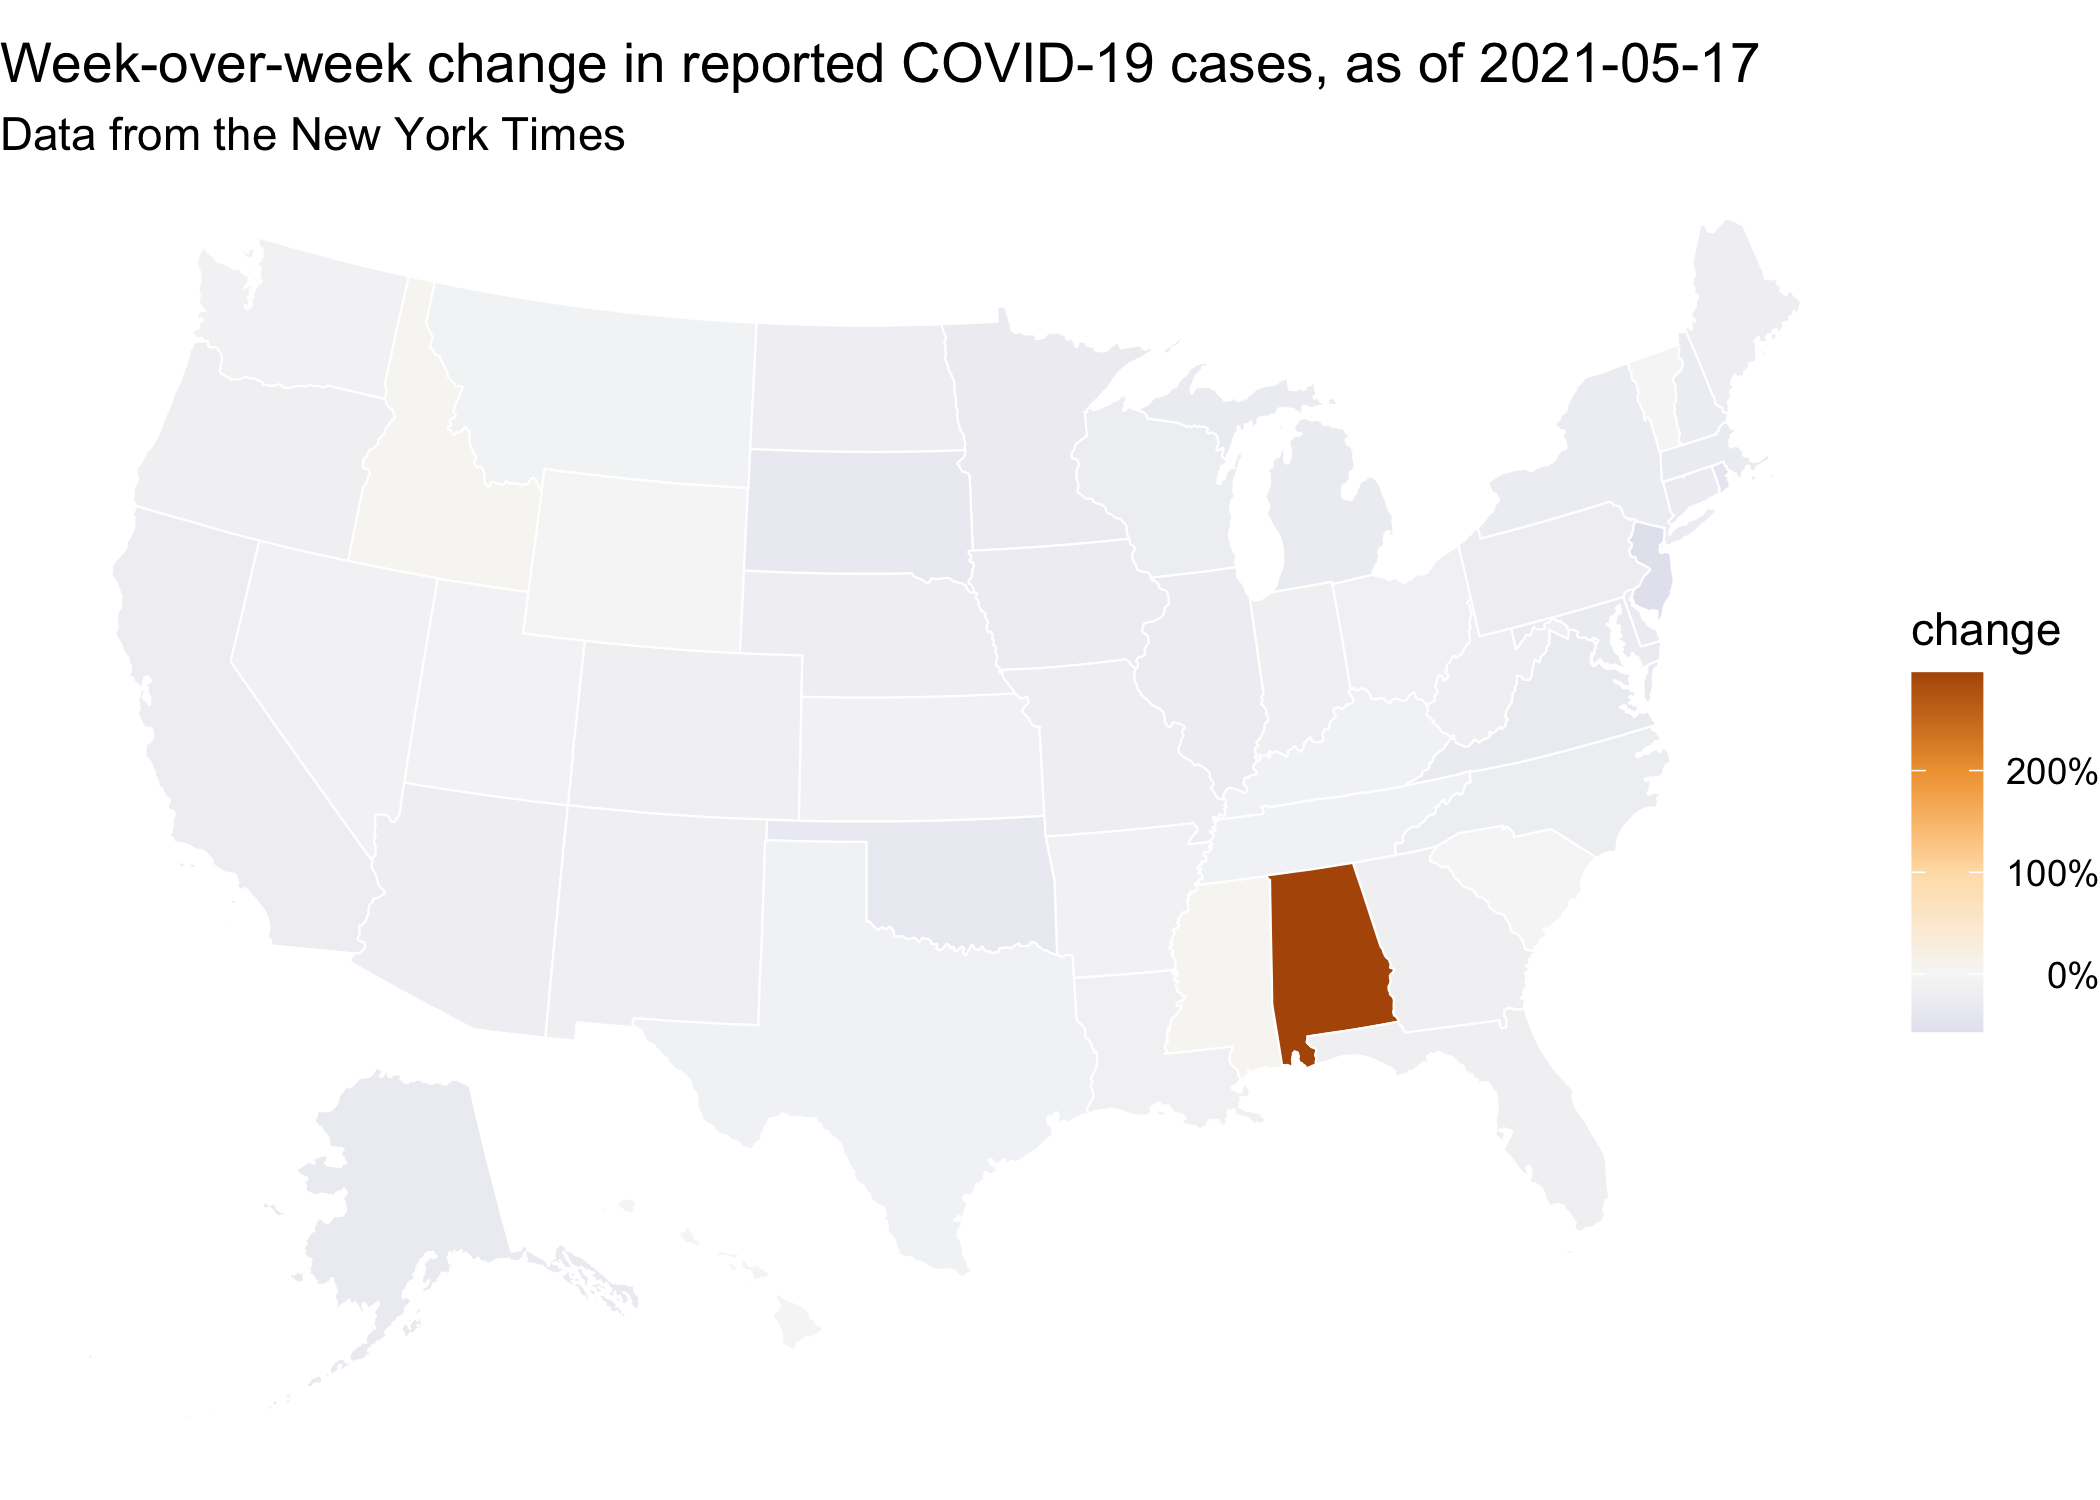 Week-over-week change in reported COVID-19 cases, as of 2021-05-17
Data from the New York Times
change
200%
100%
0%